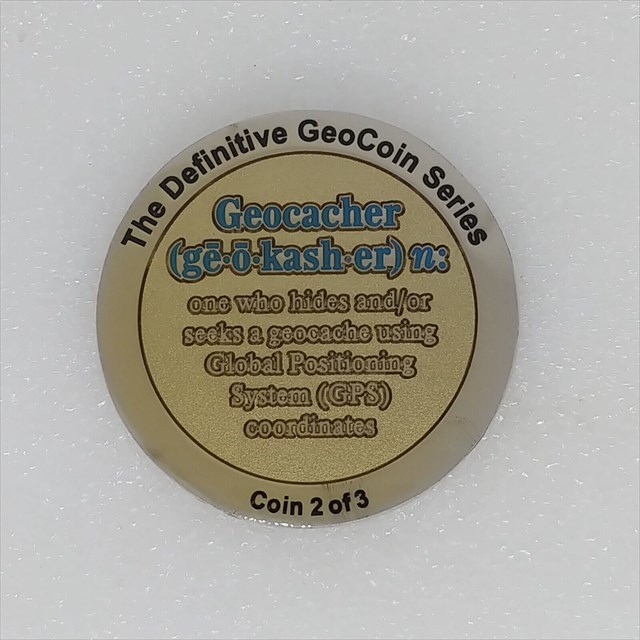 The Definitive GeoCoin Series
Geocacher
(gē·ō·kash·er) n:
one who hides and/or
seeks a geocache using
Global Positioning
System (GPS)
coordinates
Coin 2 of 3